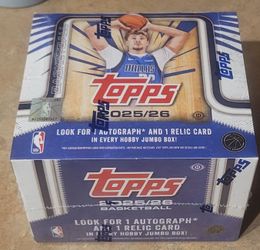 DALLAS
Topps
2025/26
LOOK FOR 1 AUTOGRAPH* AND 1 RELIC CARD
IN EVERY HOBBY JUMBO BOX!*
Topps
2025/26
BASKETBALL
LOOK FOR 1 AUTOGRAPH*
AND 1 RELIC CARD
IN EVERY HOBBY JUMBO BOX!*